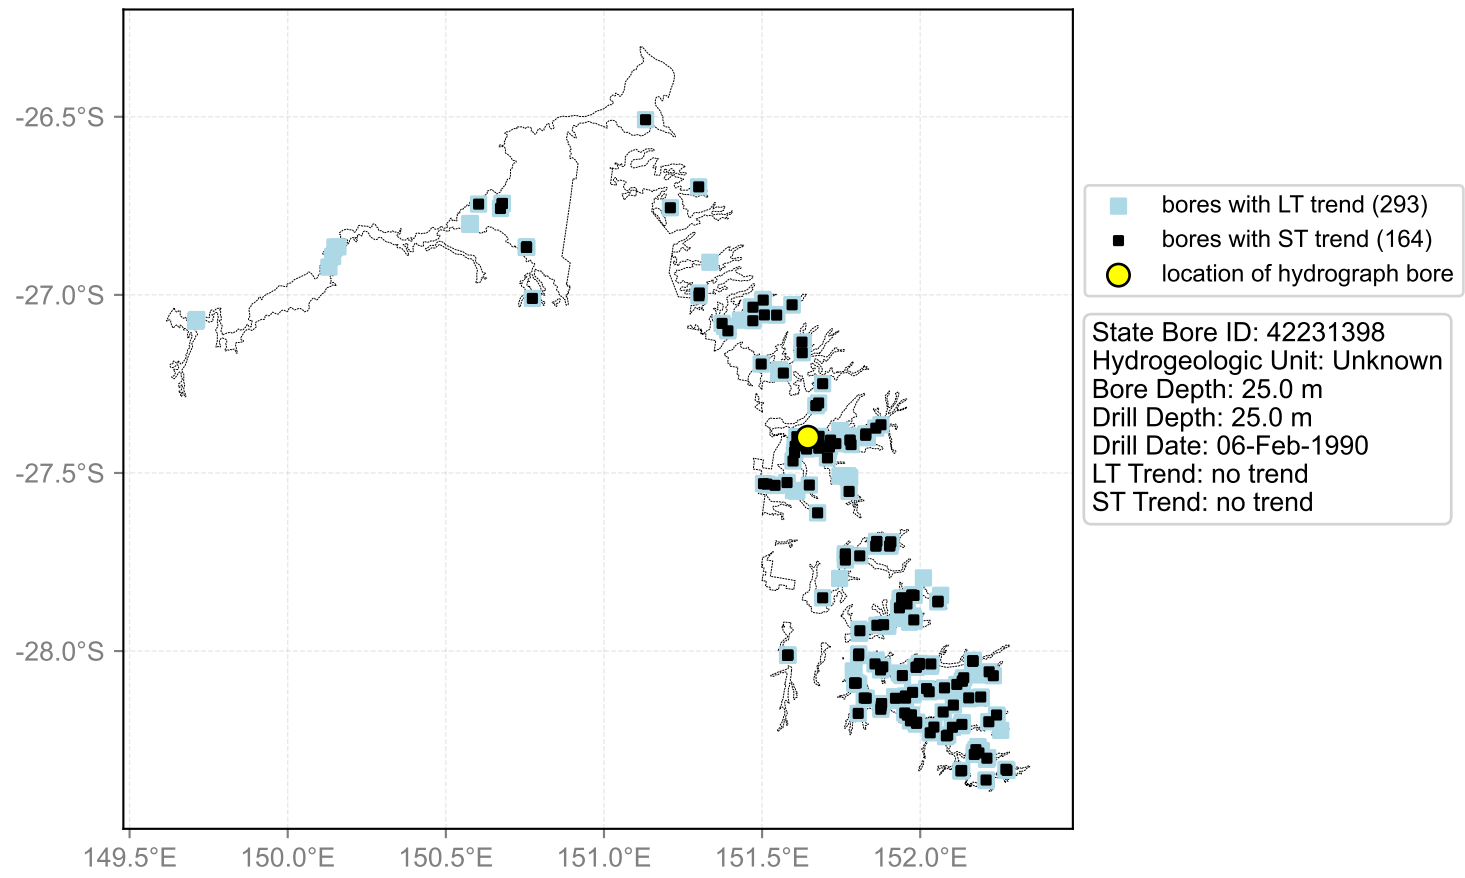 -26.5°S
-27.0°S
-27.5°S
-28.0°S
149.5°E
150.0°E
150.5°E
151.0°E
151.5°E
152.0°E
bores with LT trend (293)
bores with ST trend (164)
location of hydrograph bore
State Bore ID: 42231398
Hydrogeologic Unit: Unknown
Bore Depth: 25.0 m
Drill Depth: 25.0 m
Drill Date: 06-Feb-1990
LT Trend: no trend
ST Trend: no trend